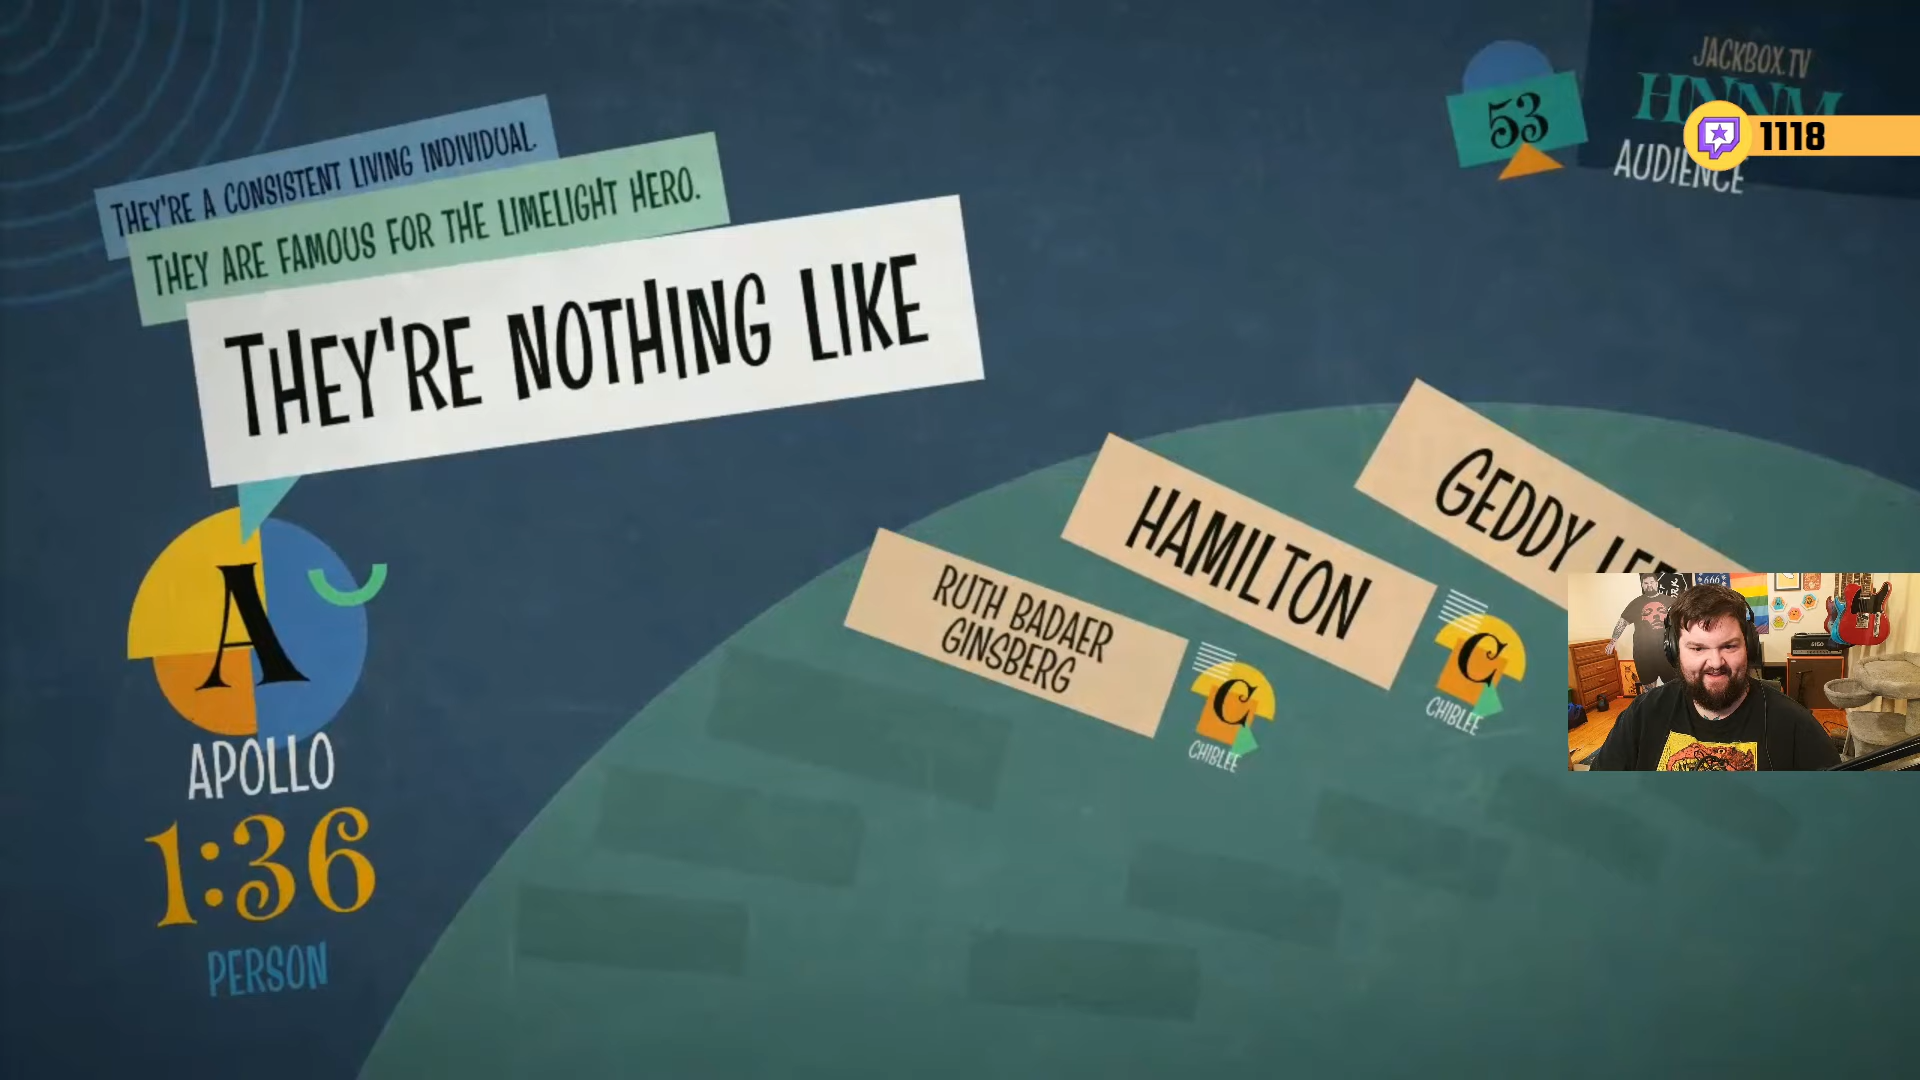 THEY'RE A CONSISTENT LIVING INDIVIDUAL.
THEY ARE FAMOUS FOR THE LIMELIGHT HERO.
THEY'RE NOTHING LIKE
JACKBOX.TV
HNNM
53
1118
AUDIENCE
GEDDY
HAMILTON
RUTH BADAER
GINSBERG
C
CHIBLEE
C
CHIBLEE
A
APOLLO
1:36
PERSON
666